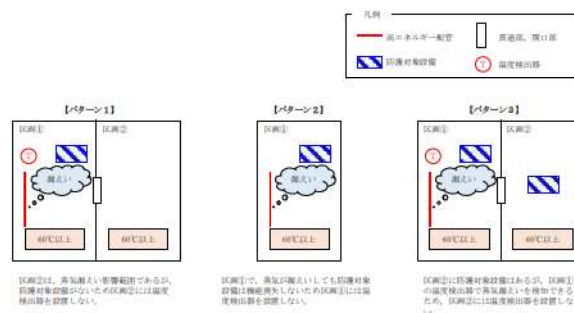 凡例
高エネルギー配管
貫通部、開口部
防護対象設備
温度検出器
【パターン1】
【パターン2】
【パターン3】
区画①
区画②
区画①
区画①
区画②
T
T
T
漏えい
漏えい
漏えい
60℃以上
60℃以上
60℃以上
60℃以上
60℃以上
区画②は、蒸気漏えい影響範囲であるが、
防護対象設備がないため区画②には温度
検出器を設置しない。
区画①で、蒸気が漏えいしても防護対象
設備は機能喪失しないため区画①には温
度検出器を設置しない。
区画②に防護対象設備はあるが、区画①
の温度検出器で蒸気漏えいを検知できる
ため、区画②には温度検出器を設置しな
い。